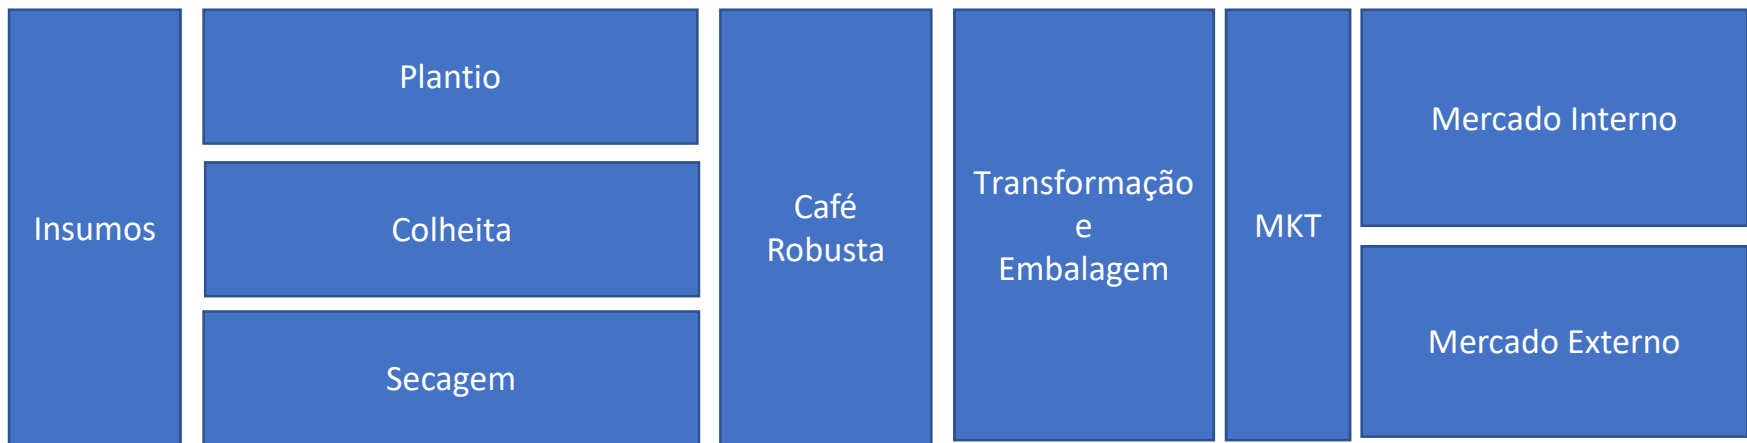 Insumos
Plantio
Colheita
Secagem
Café
Robusta
Transformação
e
Embalagem
MKT
Mercado Interno
Mercado Externo